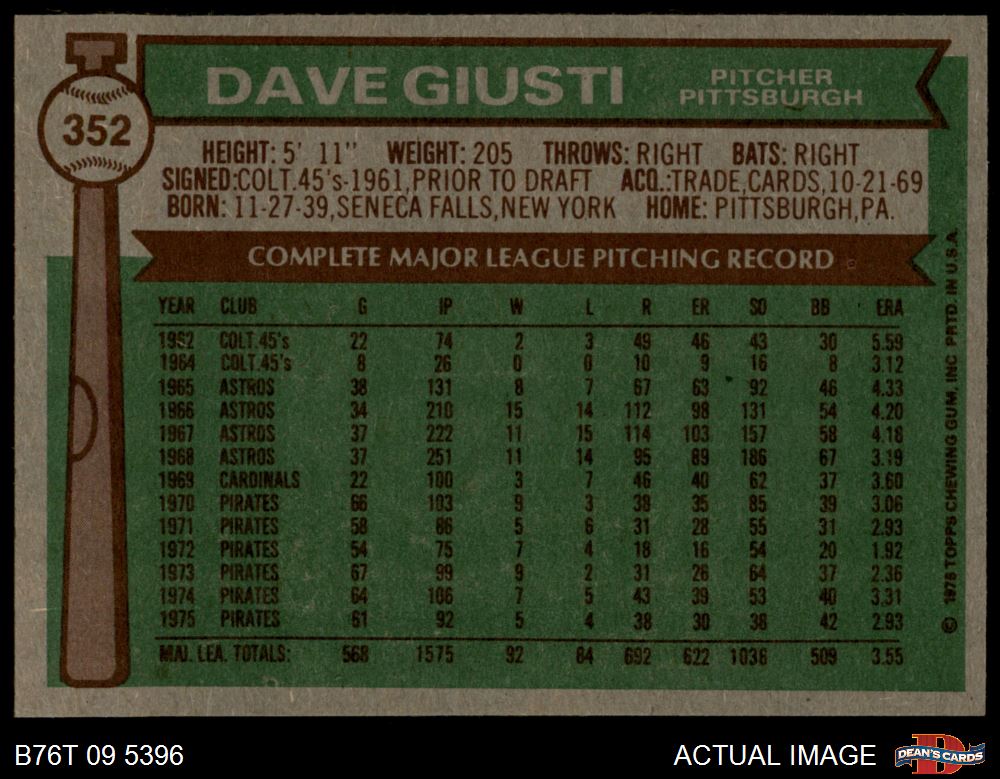 352
DAVE GIUSTI
PITCHER
PITTSBURGH
HEIGHT: 5' 11" WEIGHT: 205 THROWS: RIGHT BATS: RIGHT
SIGNED:COLT.45's-1961,PRIOR TO DRAFT ACQ.:TRADE,CARDS,10-21-69
BORN: 11-27-39,SENECA FALLS,NEW YORK HOME: PITTSBURGH,PA.
COMPLETE MAJOR LEAGUE PITCHING RECORD
YEAR CLUB G IP W L R ER SO BB ERA
1962 COLT.45's 22 74 2 3 49 46 43 30 5.59
1964 COLT.45's 8 26 0 0 10 9 16 8 3.12
1965 ASTROS 38 131 8 7 67 63 92 46 4.33
1966 ASTROS 34 210 15 14 112 98 131 54 4.20
1967 ASTROS 37 222 11 15 114 103 157 58 4.18
1968 ASTROS 37 251 11 14 95 89 186 67 3.19
1969 CARDINALS 22 100 3 7 46 40 62 37 3.60
1970 PIRATES 66 103 9 3 38 35 85 39 3.06
1971 PIRATES 58 86 5 6 31 28 55 31 2.93
1972 PIRATES 54 75 7 4 18 16 54 20 1.92
1973 PIRATES 67 99 9 2 31 26 64 37 2.36
1974 PIRATES 64 106 7 5 43 39 53 40 3.31
1975 PIRATES 61 92 5 4 38 30 38 42 2.93
MAJ. LEA. TOTALS: 568 1575 92 84 692 622 1036 509 3.55
© 1976 TOPPS CHEWING GUM, INC PRTD. IN U.S.A.
B76T 09 5396
ACTUAL IMAGE
DEAN'S CARDS